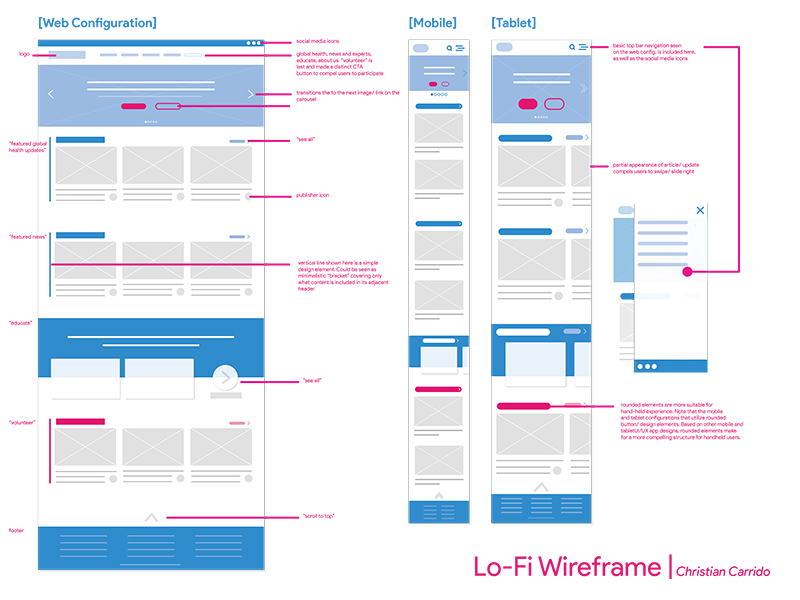 [Web Configuration]
[Mobile]
[Tablet]
social media icons
logo
global health, news and experts,
educate, about us. "volunteer" is
last and made a distinct CTA
button to compel users to participate
transitions the to the next image/ link on the
carousel
"featured global
health updates"
"see all"
publisher icon
"featured news"
vertical line shown here is a simple
design element. Could be seen as
minimalistic "bracket" covering only
what content is included in its adjacent
header
"educate"
"see all"
"volunteer"
"scroll to top"
footer
basic top bar navigation seen
on the web config. is included here,
as well as the social media icons
partial appearance of article/ update
compels users to swipe/ slide right
rounded elements are more suitable for
hand-held experience. Note that the mobile
and tablet configurations that utilize rounded
button/ design elements. Based on other mobile and
tabletUI/UX app designs, rounded elements make
for a more compelling structure for handheld users.
Lo-Fi Wireframe | Christian Carrido